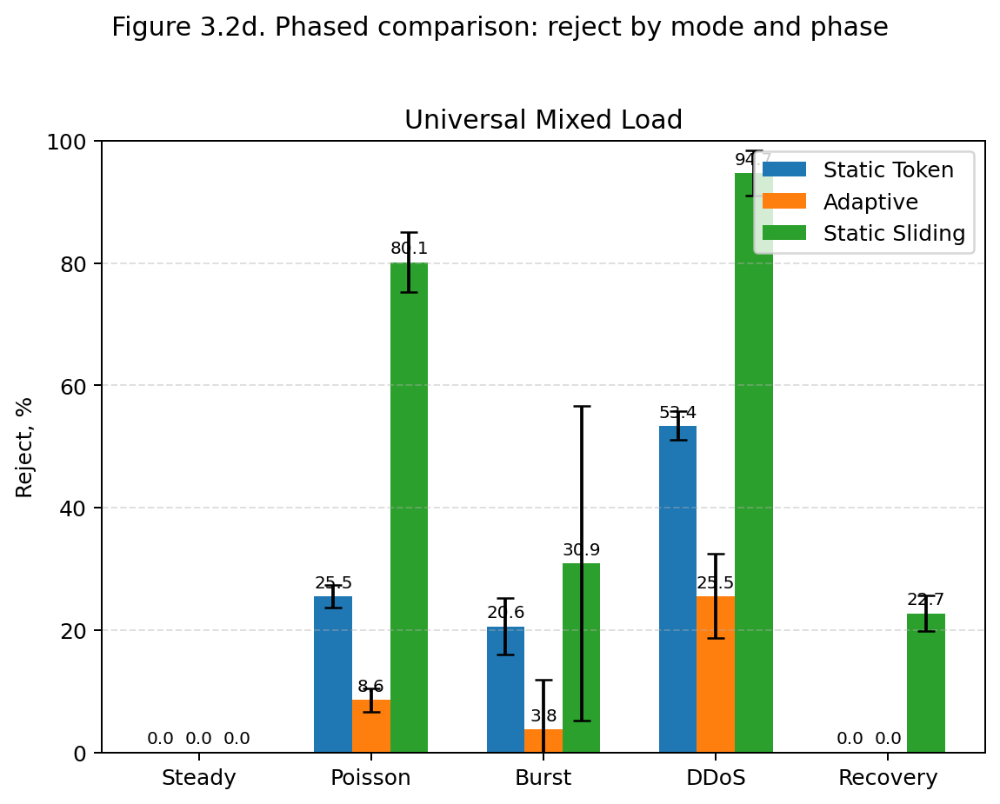 Figure 3.2d. Phased comparison: reject by mode and phase
Universal Mixed Load
Reject, %
100
80
60
40
20
0
Static Token
Adaptive
Static Sliding
0.0 0.0 0.0
25.5 8.6 80.1
20.6 3.8 30.9
53.4 25.5 94.7
0.0 0.0 22.7
Steady Poisson Burst DDoS Recovery